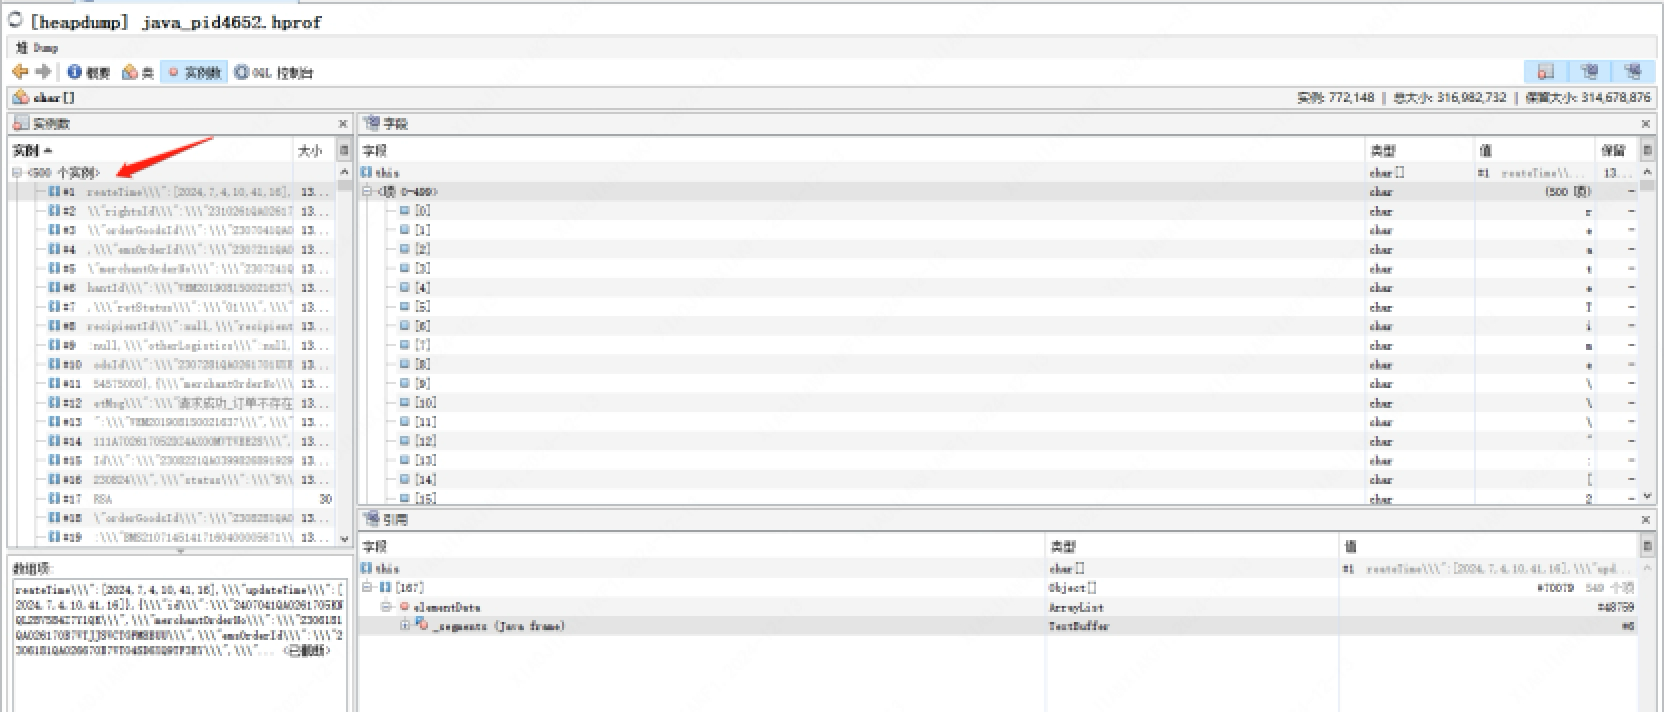 [heapdump] java_pid4652.hprof
堆 Dump
概要 类 实例数 OQL 控制台
char[]
实例: 772,148 | 总大小: 316,982,732 | 保留大小: 314,678,876
实例数
实例 大小
<500 个实例>
#1 reateTime\\\":[2024,7,4,10,41,16], 13...
#2 \\"rightsId\\\":\\\"2310261QA02617 13...
#3 \\"orderGoodsId\\\":\\\"2307041QA0 13...
#4 ,\\\"emsOrderId\\\":\\\"2307211QA0 13...
#5 \"merchantOrderNo\\\":\\\"2307241Q 13...
#6 hantId\\\":\\\"VEM20190815002 1637\ 13...
#7 ,\\\"retStatus\\\":\\\"01\\\",\\\" 13...
#8 recipientId\\\":null,\\\"recipient 13...
#9 :null,\\\"otherLogistics\\\":null, 13...
#10 13...
#11 54575000},{\\\"merchantOrderNo\\\ 13...
#12 etMsg\\\":\\\"请求成功_订单不存在 13...
#13 ":\\\"VEM201908150021637\\\",\\\ 13...
#14 13...
#15 13...
#16 230824\\\",\\\"status\\\":\\\"S\\\ 13...
#17 RSA 30
#18 \"orderGoodsId\\\":\\\"2308281QA0 13...
#19 13...
数组项:
reateTime\\\":[2024,7,4,10,41,16],\\\"updateTime\\\":[
2024,7,4,10,41,16]},{\\\"id\\\":\\\"
\\\"merchantOrderNo\\\":\\\"
\\\",\\\"emsOrderId\\\":\\\"2
\\\",\\\"... <已截断>
字段
字段 类型 值 保留
this char[] #1 reateTime\\... 13...
<项 0-499> char (500 项) -
[0] char r -
[1] char e -
[2] char a -
[3] char t -
[4] char e -
[5] char T -
[6] char i -
[7] char m -
[8] char e -
[9] char \ -
[10] char \ -
[11] char \ -
[12] char " -
[13] char : -
[14] char [ -
[15] char 2 -
引用
字段 类型 值
this char[] #1 reateTime\\\":[2024,7,4,10,41,16],\\\"upd...
[167] Object[] #70079 549 个项
elementData ArrayList #48759
_segments (Java frame) TextBuffer #6